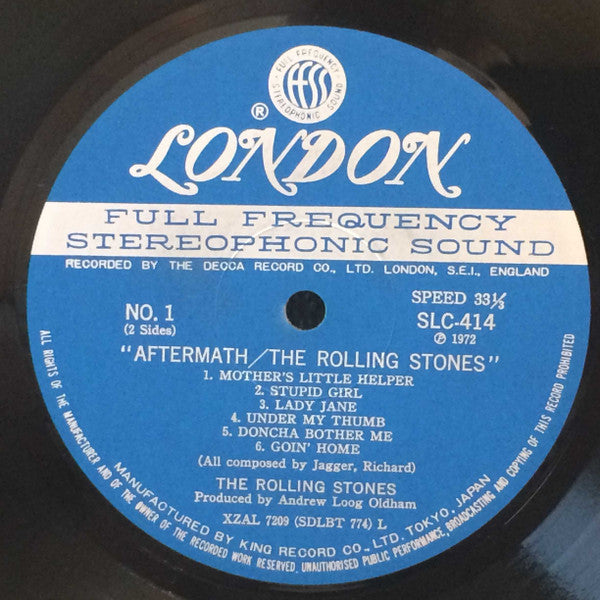 FULL FREQUENCY
ffss
STEREOPHONIC SOUND
®
LONDON
FULL FREQUENCY
STEREOPHONIC SOUND
RECORDED BY THE DECCA RECORD CO., LTD. LONDON, S.E.I., ENGLAND
NO. 1
(2 Sides)
SPEED 33⅓
SLC-414
℗ 1972
"AFTERMATH/THE ROLLING STONES"
1. MOTHER'S LITTLE HELPER
2. STUPID GIRL
3. LADY JANE
4. UNDER MY THUMB
5. DONCHA BOTHER ME
6. GOIN' HOME
(All composed by Jagger, Richard)
THE ROLLING STONES
Produced by Andrew Loog Oldham
XZAL 7209 (SDLBT 774) L
MANUFACTURED BY KING RECORD CO., LTD. TOKYO, JAPAN
ALL RIGHTS OF THE MANUFACTURER AND OF THE OWNER OF THE RECORDED WORK RESERVED, UNAUTHORISED PUBLIC PERFORMANCE, BROADCASTING AND COPYING OF THIS RECORD PROHIBITED